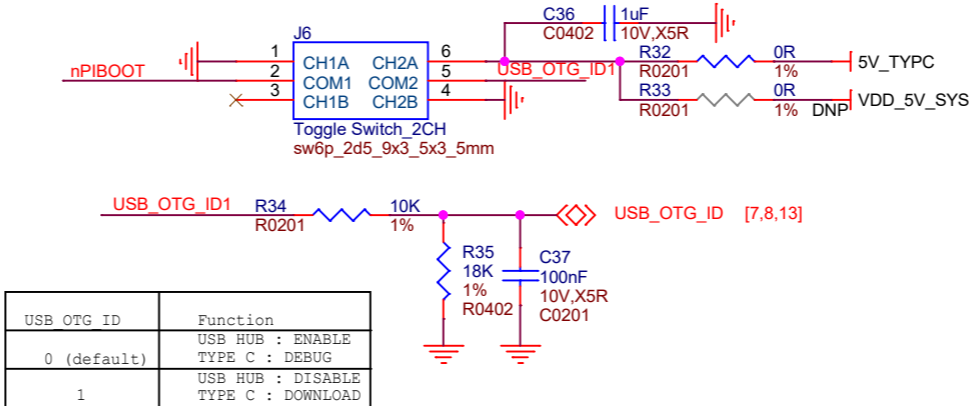 C36 1uF
C0402 10V,X5R
J6
1 CH1A CH2A 6
nPIBOOT 2 COM1 COM2 5 USB_OTG_ID1
3 CH1B CH2B 4
Toggle Switch_2CH
sw6p_2d5_9x3_5x3_5mm
R32 0R 5V_TYPC
R0201 1%
R33 0R VDD_5V_SYS
R0201 1% DNP
USB_OTG_ID1 R34 10K USB_OTG_ID [7,8,13]
R0201 1%
R35
18K
1%
R0402
C37
100nF
10V,X5R
C0201
USB OTG ID Function
0 (default) USB HUB : ENABLE
TYPE C : DEBUG
1 USB HUB : DISABLE
TYPE C : DOWNLOAD